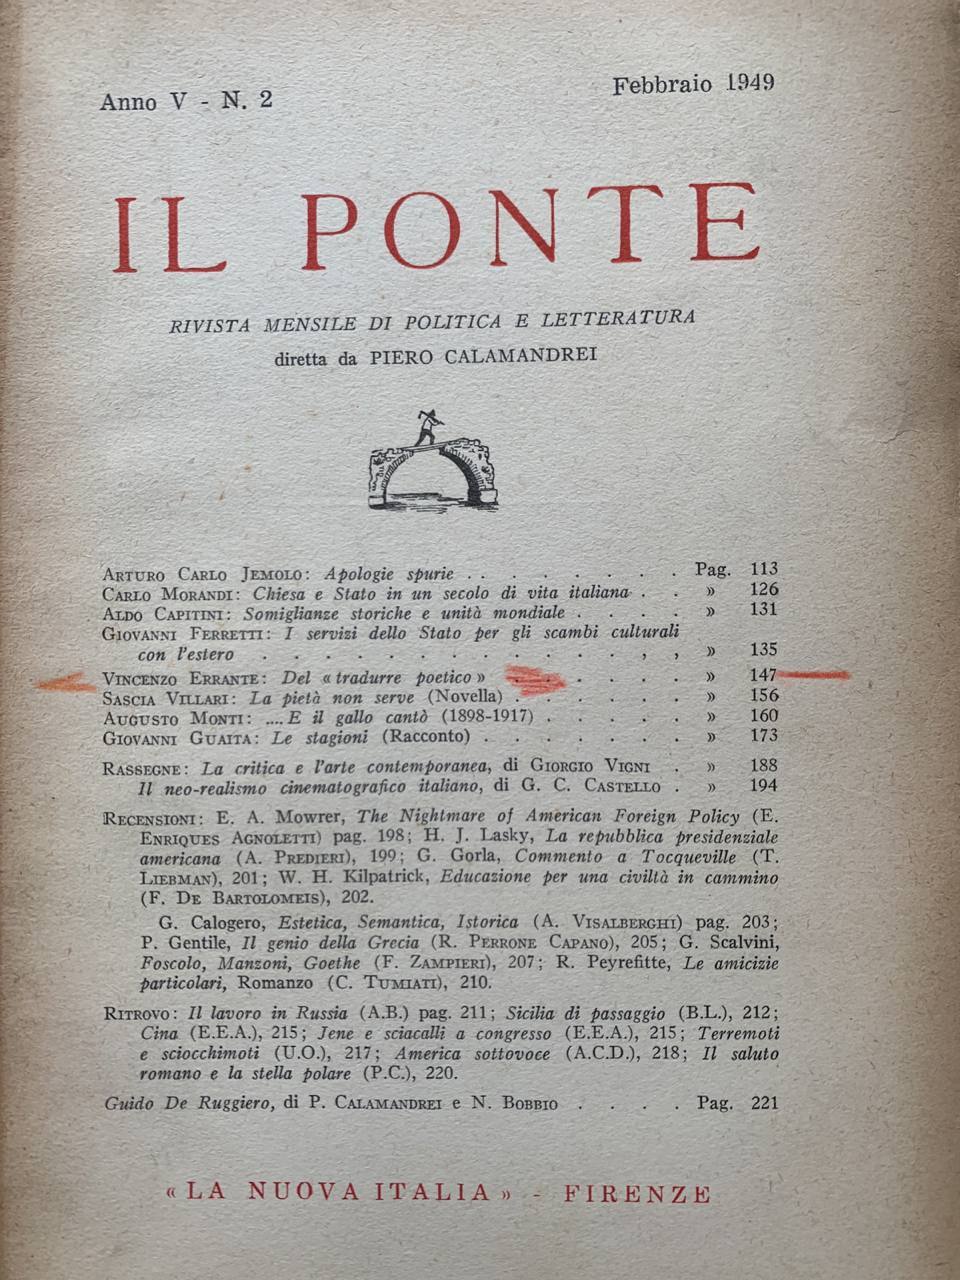 Anno V - N. 2
Febbraio 1949
IL PONTE
RIVISTA MENSILE DI POLITICA E LETTERATURA
diretta da PIERO CALAMANDREI
ARTURO CARLO JEMOLO: Apologie spurie . . . . . . . . . Pag. 113
CARLO MORANDI: Chiesa e Stato in un secolo di vita italiana . . » 126
ALDO CAPITINI: Somiglianze storiche e unità mondiale . . . . » 131
GIOVANNI FERRETTI: I servizi dello Stato per gli scambi culturali
con l'estero . . . . . . . . . . . . , , » 135
VINCENZO ERRANTE: Del « tradurre poetico » . . . . . . » 147
SASCIA VILLARI: La pietà non serve (Novella) . . . . . . » 156
AUGUSTO MONTI: .... E il gallo cantò (1898-1917) . . . . . » 160
GIOVANNI GUAITA: Le stagioni (Racconto) . . . . . . . » 173
RASSEGNE: La critica e l'arte contemporanea, di GIORGIO VIGNI . » 188
Il neo-realismo cinematografico italiano, di G. C. CASTELLO . » 194
RECENSIONI: E. A. Mowrer, The Nightmare of American Foreign Policy (E.
ENRIQUES AGNOLETTI) pag. 198; H. J. Lasky, La repubblica presidenziale
americana (A. PREDIERI), 199; G. Gorla, Commento a Tocqueville (T.
LIEBMAN), 201; W. H. Kilpatrick, Educazione per una civiltà in cammino
(F. DE BARTOLOMEIS), 202.
G. Calogero, Estetica, Semantica, Istorica (A. VISALBERGHI) pag. 203;
P. Gentile, Il genio della Grecia (R. PERRONE CAPANO), 205; G. Scalvini,
Foscolo, Manzoni, Goethe (F. ZAMPIERI), 207; R. Peyrefitte, Le amicizie
particolari, Romanzo (C. TUMIATI), 210.
RITROVO: Il lavoro in Russia (A.B.) pag. 211; Sicilia di passaggio (B.L.), 212;
Cina (E.E.A.), 215; Jene e sciacalli a congresso (E.E.A.), 215; Terremoti
e sciocchimoti (U.O.), 217; America sottovoce (A.C.D.), 218; Il saluto
romano e la stella polare (P.C.), 220.
Guido De Ruggiero, di P. CALAMANDREI e N. BOBBIO . . . . Pag. 221
« LA NUOVA ITALIA » - FIRENZE